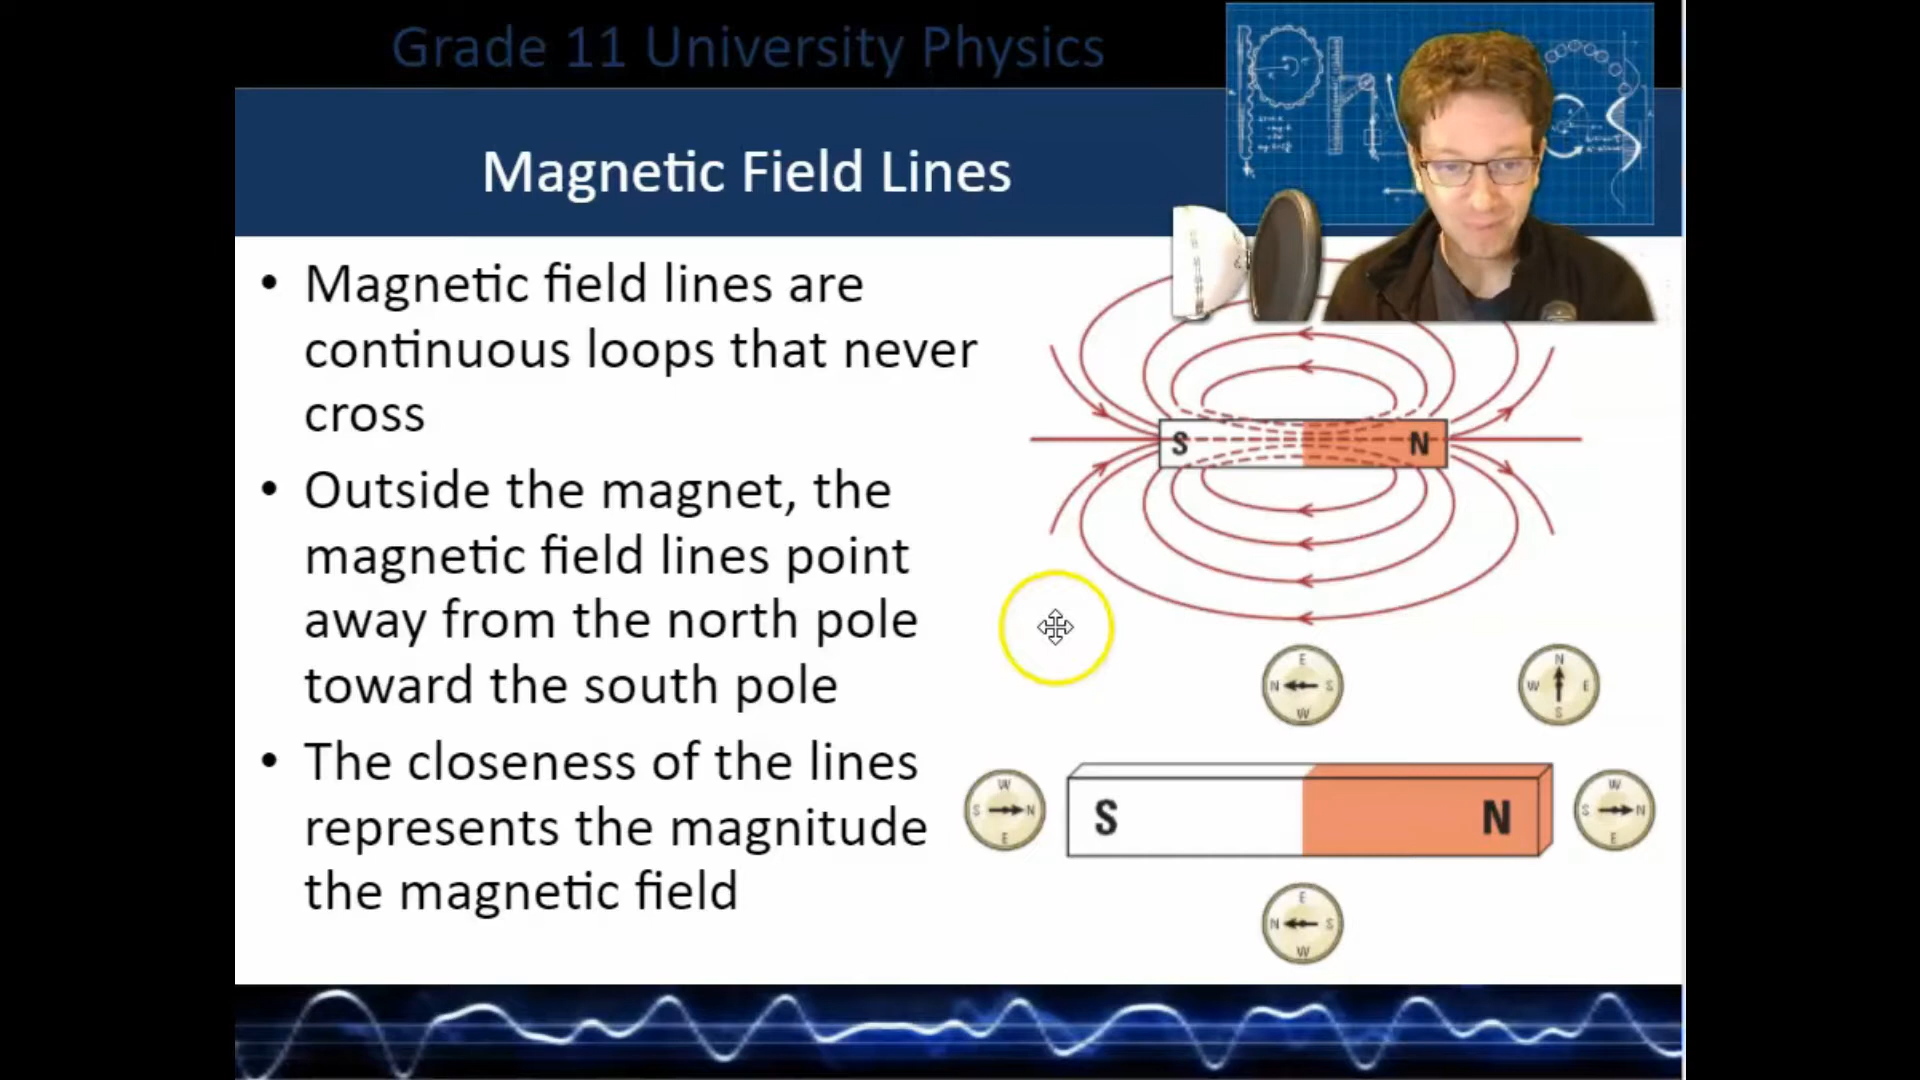 Grade 11 University Physics
Magnetic Field Lines
• Magnetic field lines are
continuous loops that never
cross
• Outside the magnet, the
magnetic field lines point
away from the north pole
toward the south pole
• The closeness of the lines
represents the magnitude
the magnetic field
S N
E
N S
W
N
W E
S
W
S N
E
S N
W
S N
E
E
N S
W